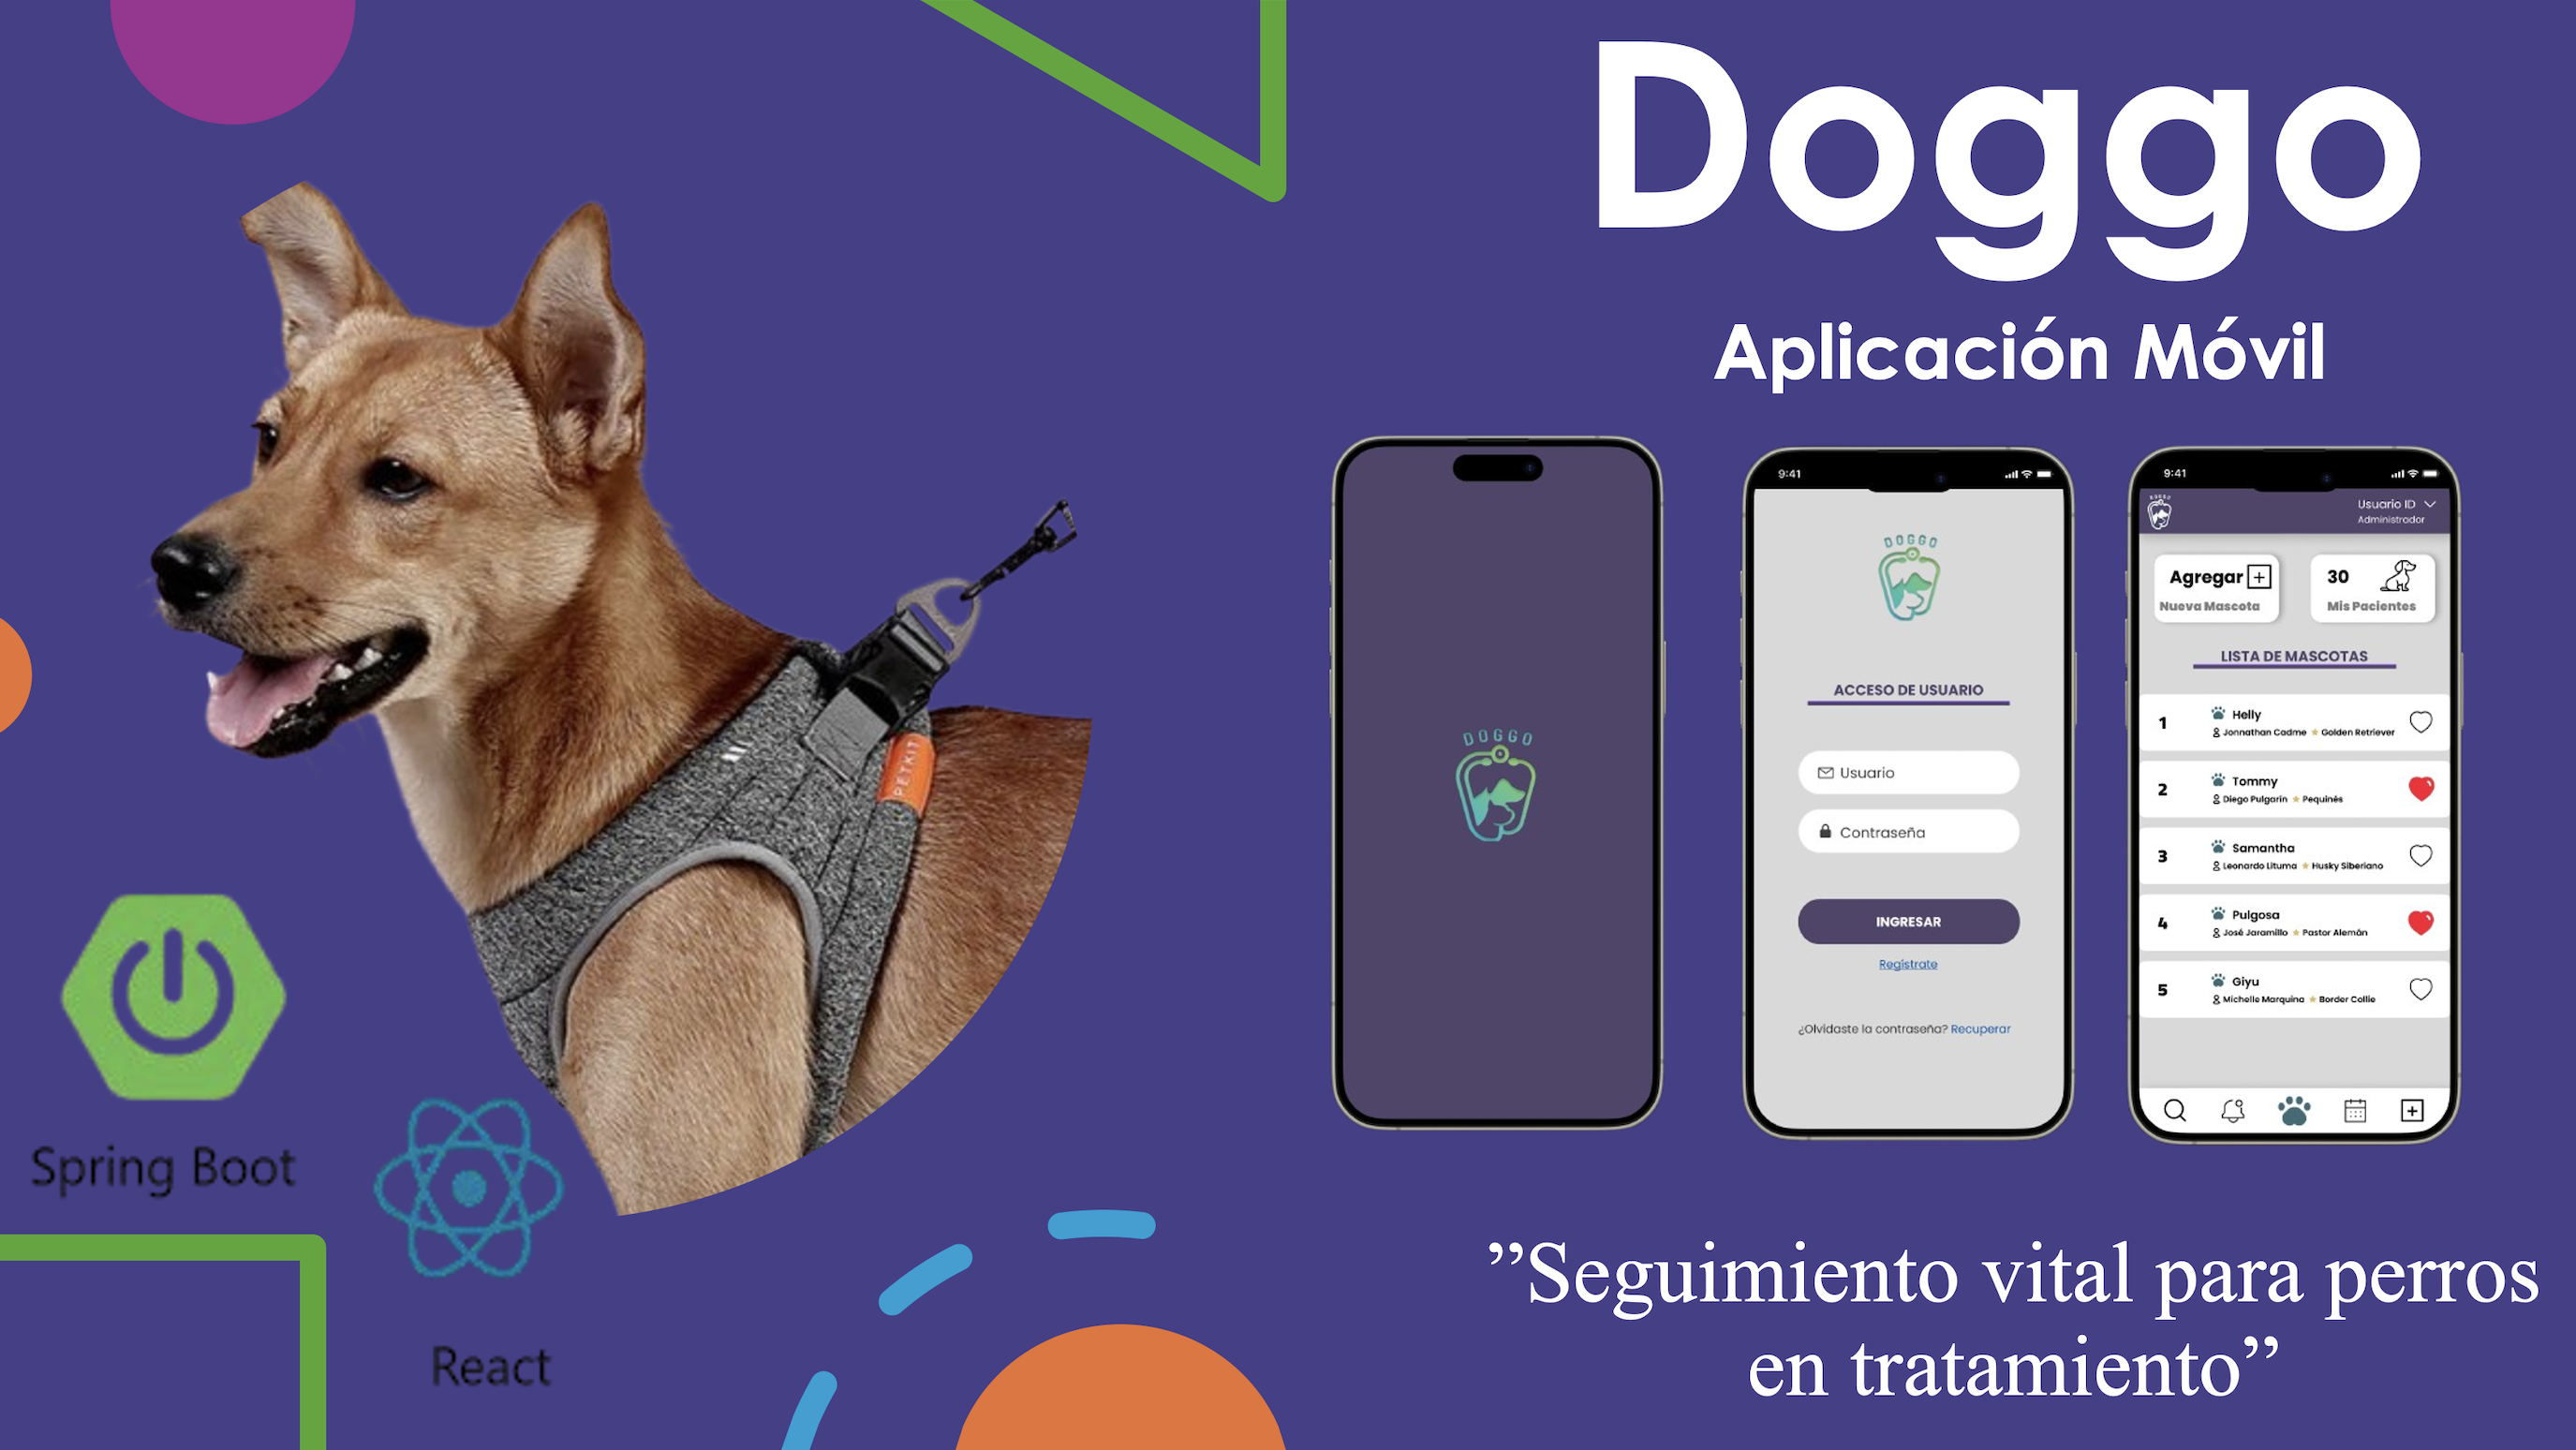 Doggo
Aplicación Móvil
DOGGO
9:41
DOGGO
ACCESO DE USUARIO
Usuario
Contraseña
INGRESAR
Regístrate
¿Olvidaste la contraseña? Recuperar
9:41
DOGGO
Usuario ID
Administrador
Agregar
Nueva Mascota
30
Mis Pacientes
LISTA DE MASCOTAS
1
Helly
Jonnathan Cadme Golden Retriever
2
Tommy
Diego Pulgarín Pequinés
3
Samantha
Leonardo Lituma Husky Siberiano
4
Pulgosa
José Jaramillo Pastor Alemán
5
Giyu
Michelle Marquina Border Collie
PETKIT
Spring Boot
React
”Seguimiento vital para perros
en tratamiento”